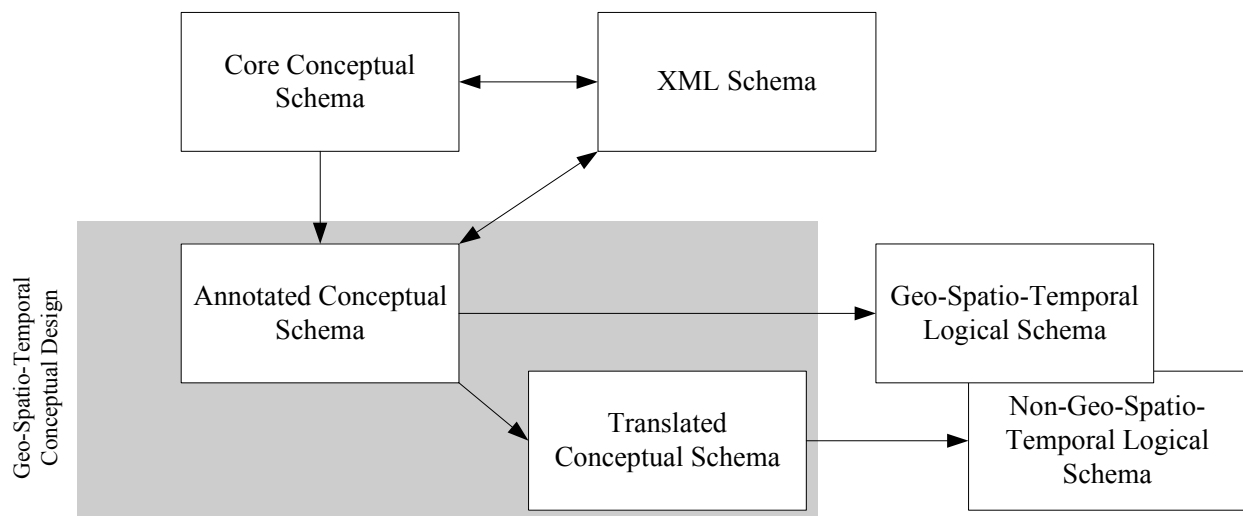 Core Conceptual
Schema
XML Schema
Geo-Spatio-Temporal
Conceptual Design
Annotated Conceptual
Schema
Geo-Spatio-Temporal
Logical Schema
Translated
Conceptual Schema
Non-Geo-Spatio-
Temporal Logical
Schema